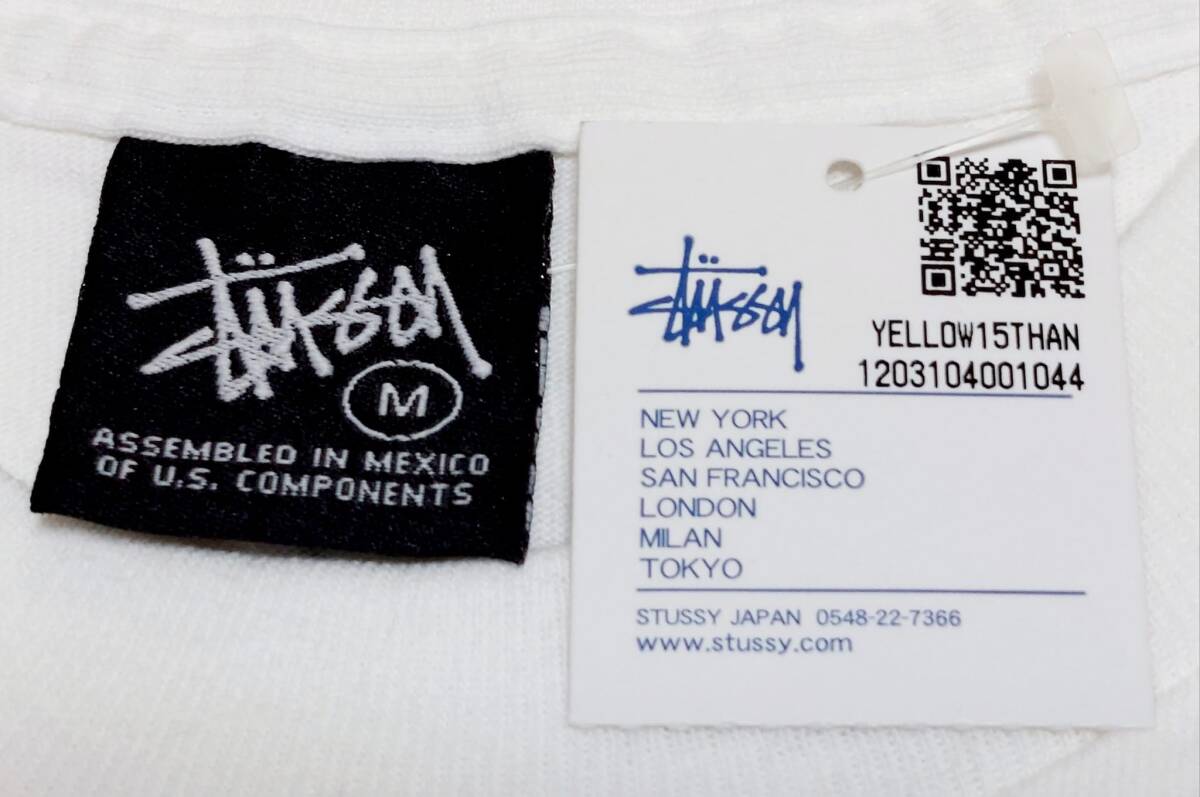 Stüssy
M
ASSEMBLED IN MEXICO
OF U.S. COMPONENTS
Stüssy
YELLOW15THAN
1203104001044
NEW YORK
LOS ANGELES
SAN FRANCISCO
LONDON
MILAN
TOKYO
STUSSY JAPAN 0548-22-7366
www.stussy.com